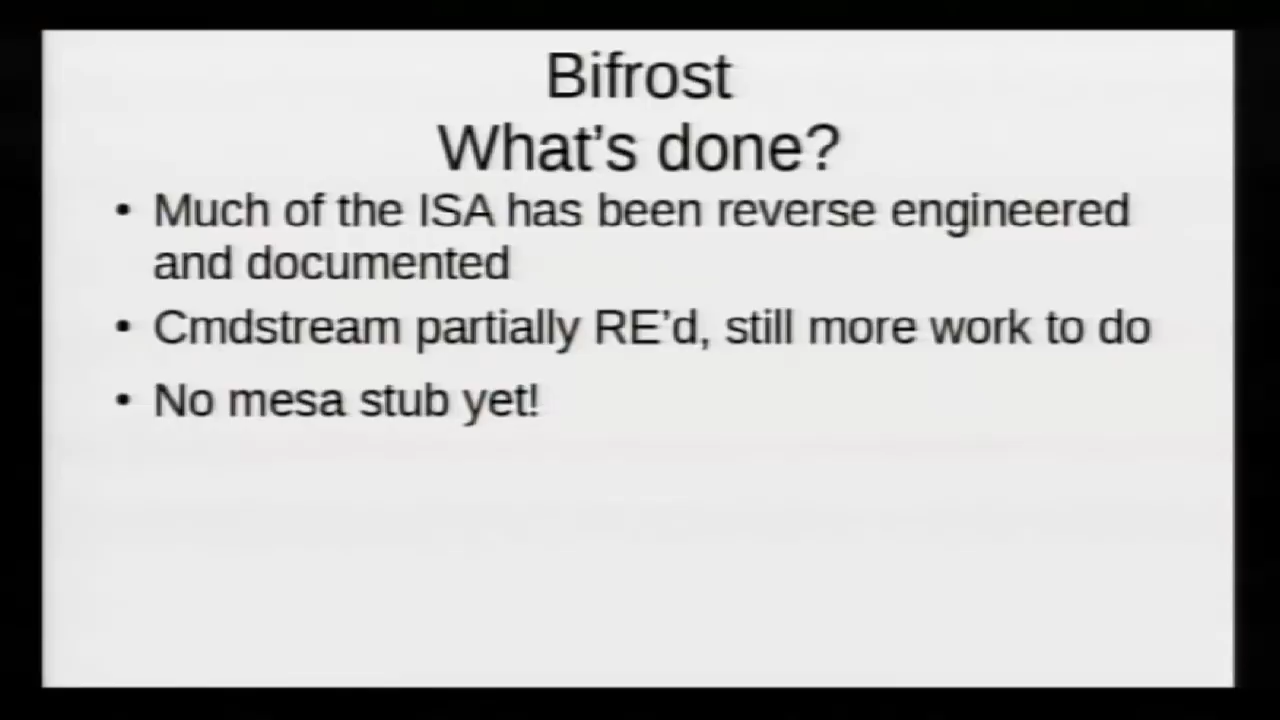 Bifrost
What’s done?
• Much of the ISA has been reverse engineered
and documented
• Cmdstream partially RE’d, still more work to do
• No mesa stub yet!